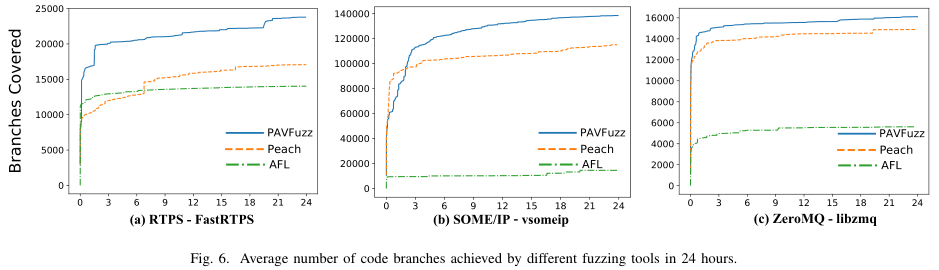 Branches Covered
25000
20000
15000
10000
5000
0
0 3 6 9 12 15 18 21 24
PAVFuzz
Peach
AFL
(a) RTPS - FastRTPS
140000
120000
100000
80000
60000
40000
20000
0
0 3 6 9 12 15 18 21 24
PAVFuzz
Peach
AFL
(b) SOME/IP - vsomeip
16000
14000
12000
10000
8000
6000
4000
2000
0
0 3 6 9 12 15 18 21 24
PAVFuzz
Peach
AFL
(c) ZeroMQ - libzmq
Fig. 6. Average number of code branches achieved by different fuzzing tools in 24 hours.